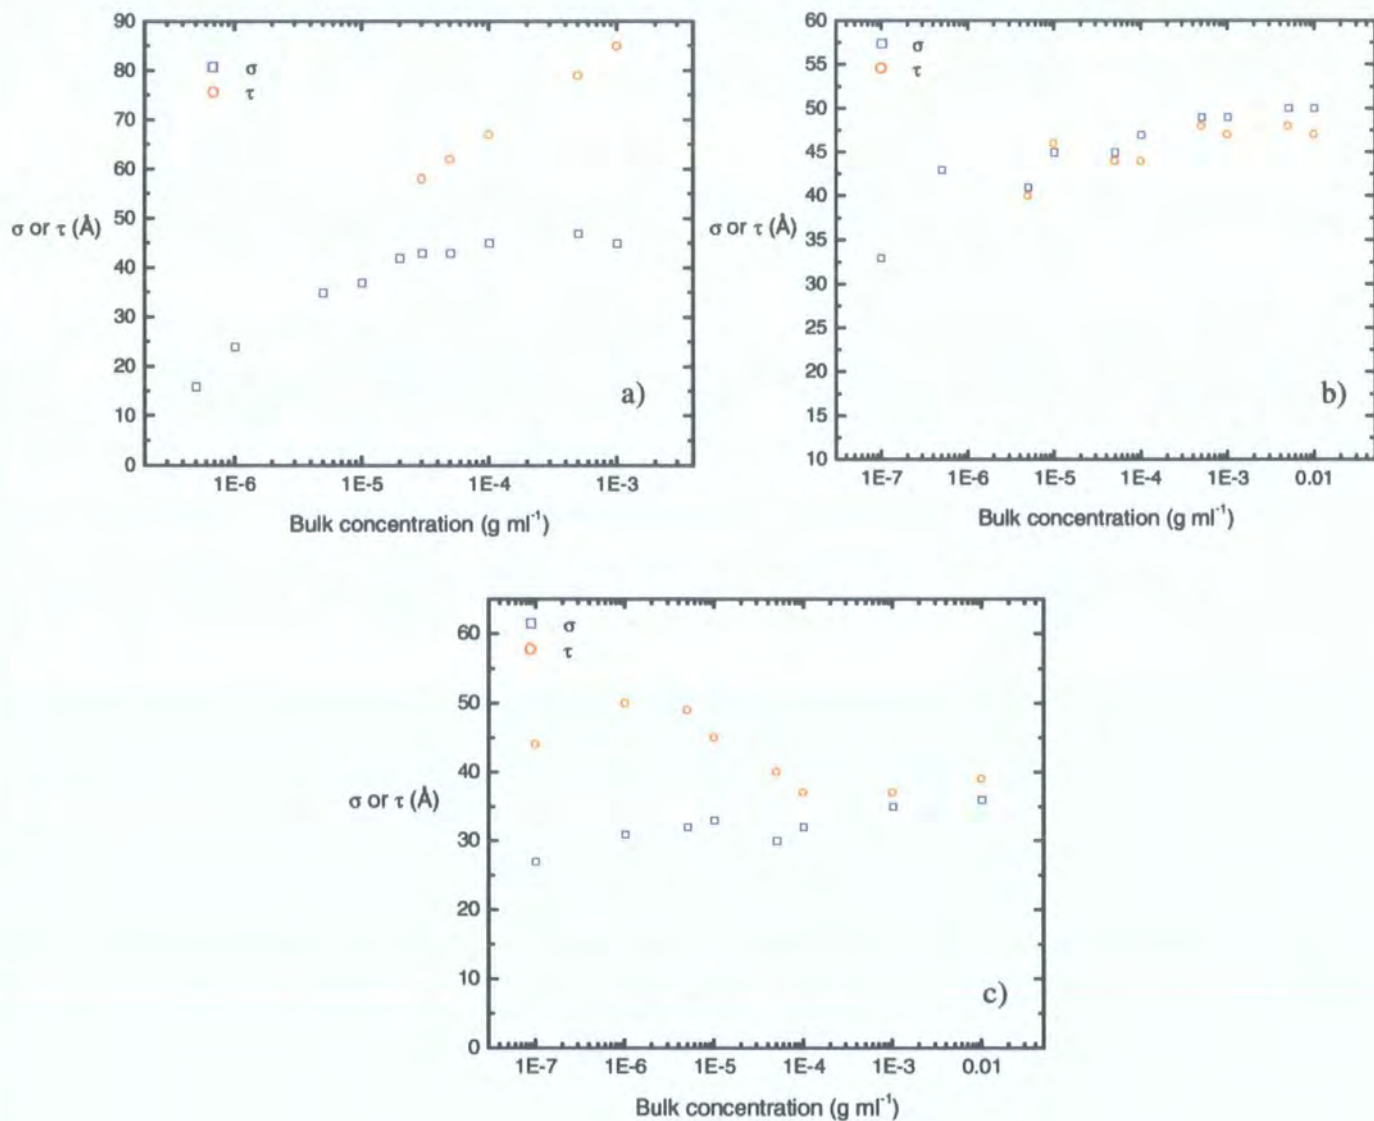 90
80
70
60
50
40
30
20
10
0
σ
τ
σ or τ (Å)
a)
1E-6 1E-5 1E-4 1E-3
Bulk concentration (g ml⁻¹)
60
55
50
45
40
35
30
25
20
15
10
σ
τ
σ or τ (Å)
b)
1E-7 1E-6 1E-5 1E-4 1E-3 0.01
Bulk concentration (g ml⁻¹)
60
50
40
30
20
10
0
σ
τ
σ or τ (Å)
c)
1E-7 1E-6 1E-5 1E-4 1E-3 0.01
Bulk concentration (g ml⁻¹)